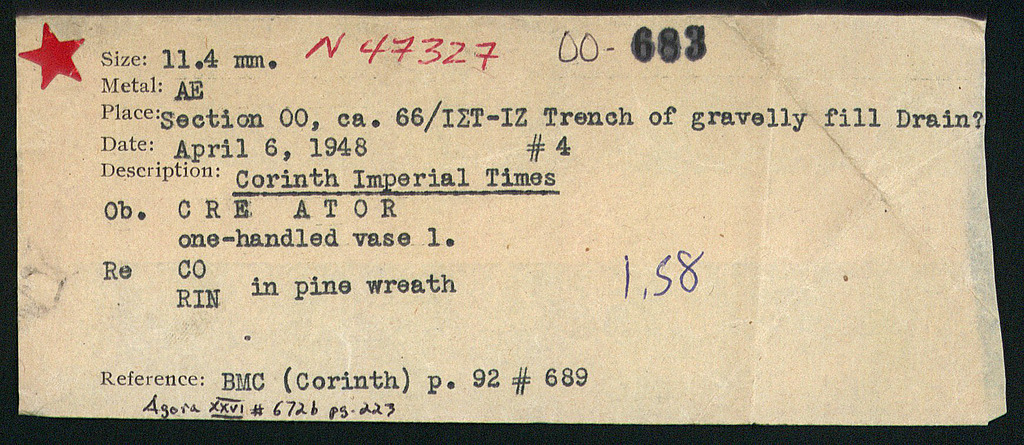 N 47327 00- 683
Size: 11.4 mm.
Metal: AE
Place: Section OO, ca. 66/ΙΣΤ-ΙΖ Trench of gravelly fill Drain?
Date: April 6, 1948 # 4
Description: Corinth Imperial Times
Ob. C R E A T O R
one-handled vase l.
Re CO
RIN in pine wreath
1,58
Reference: BMC (Corinth) p. 92 # 689
Agora XXVI # 672b pg. 223